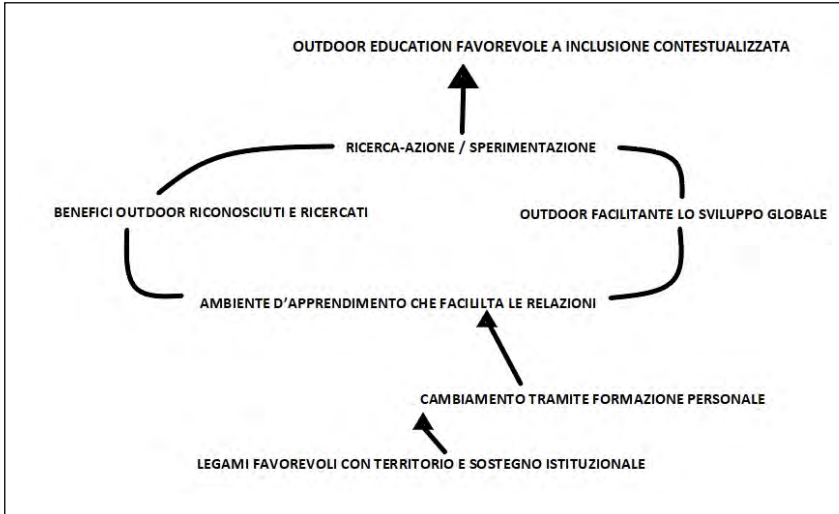 OUTDOOR EDUCATION FAVOREVOLE A INCLUSIONE CONTESTUALIZZATA
RICERCA-AZIONE / SPERIMENTAZIONE
BENEFICI OUTDOOR RICONOSCIUTI E RICERCATI
OUTDOOR FACILITANTE LO SVILUPPO GLOBALE
AMBIENTE D'APPRENDIMENTO CHE FACILILTA LE RELAZIONI
CAMBIAMENTO TRAMITE FORMAZIONE PERSONALE
LEGAMI FAVOREVOLI CON TERRITORIO E SOSTEGNO ISTITUZIONALE